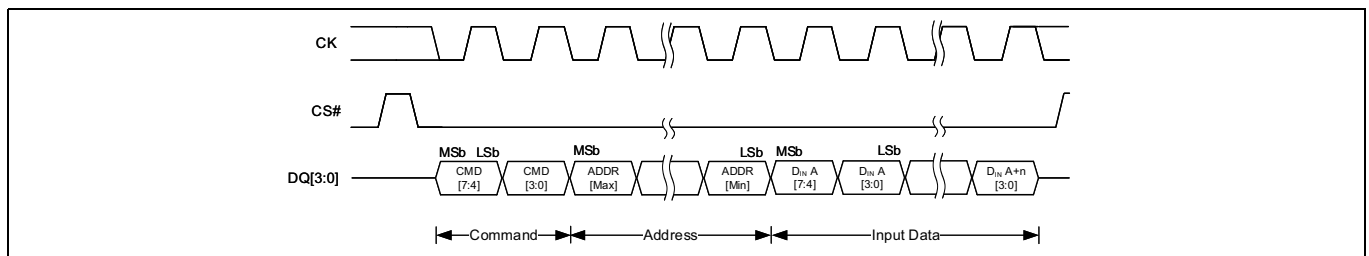 CK
CS#
MSb LSb MSb LSb MSb LSb
DQ[3:0] CMD CMD ADDR ADDR DIN A DIN A DIN A+n
[7:4] [3:0] [Max] [Min] [7:4] [3:0] [3:0]
Command Address Input Data